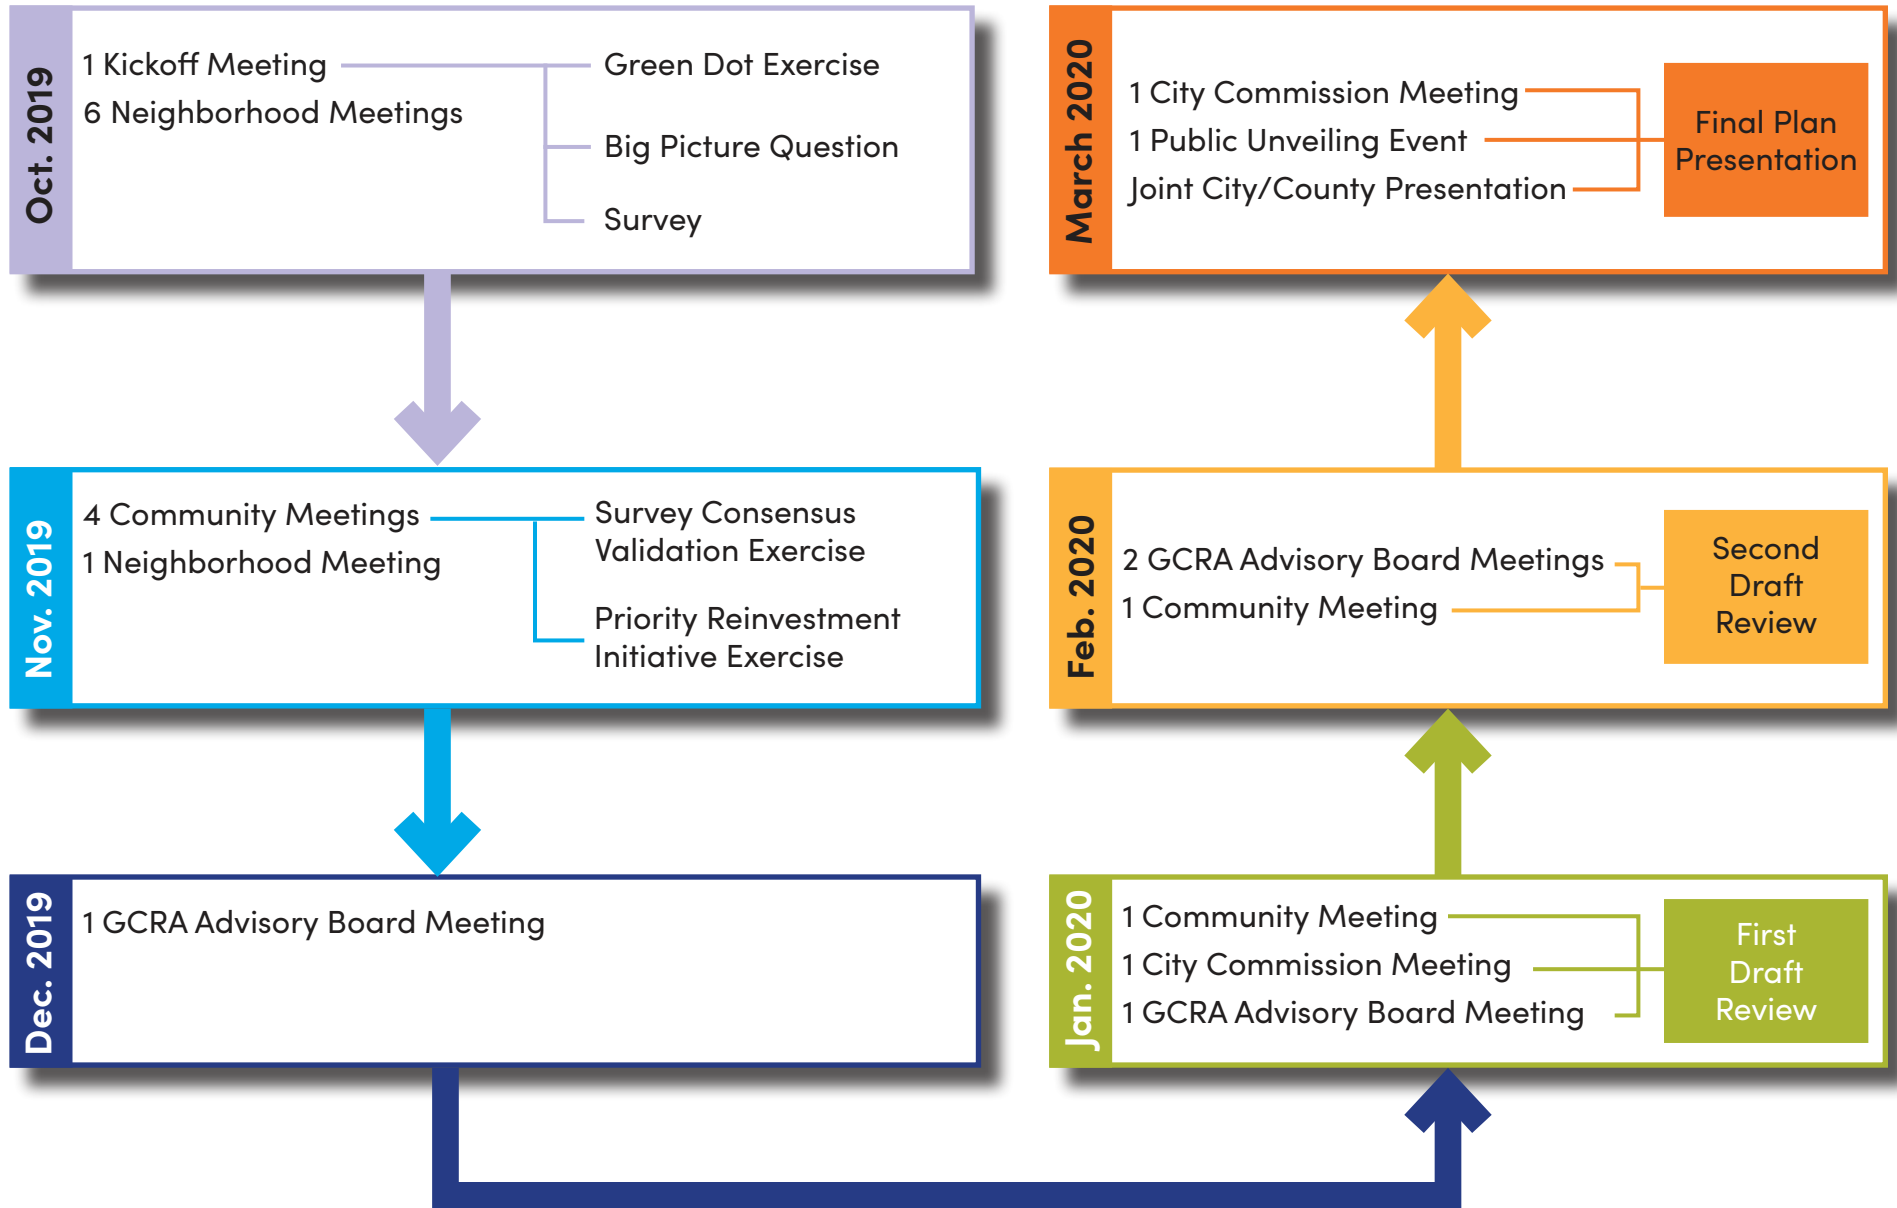 Oct. 2019
1 Kickoff Meeting
6 Neighborhood Meetings
Green Dot Exercise
Big Picture Question
Survey
Nov. 2019
4 Community Meetings
1 Neighborhood Meeting
Survey Consensus
Validation Exercise
Priority Reinvestment
Initiative Exercise
Dec. 2019
1 GCRA Advisory Board Meeting
Jan. 2020
1 Community Meeting
1 City Commission Meeting
1 GCRA Advisory Board Meeting
First
Draft
Review
Feb. 2020
2 GCRA Advisory Board Meetings
1 Community Meeting
Second
Draft
Review
March 2020
1 City Commission Meeting
1 Public Unveiling Event
Joint City/County Presentation
Final Plan
Presentation